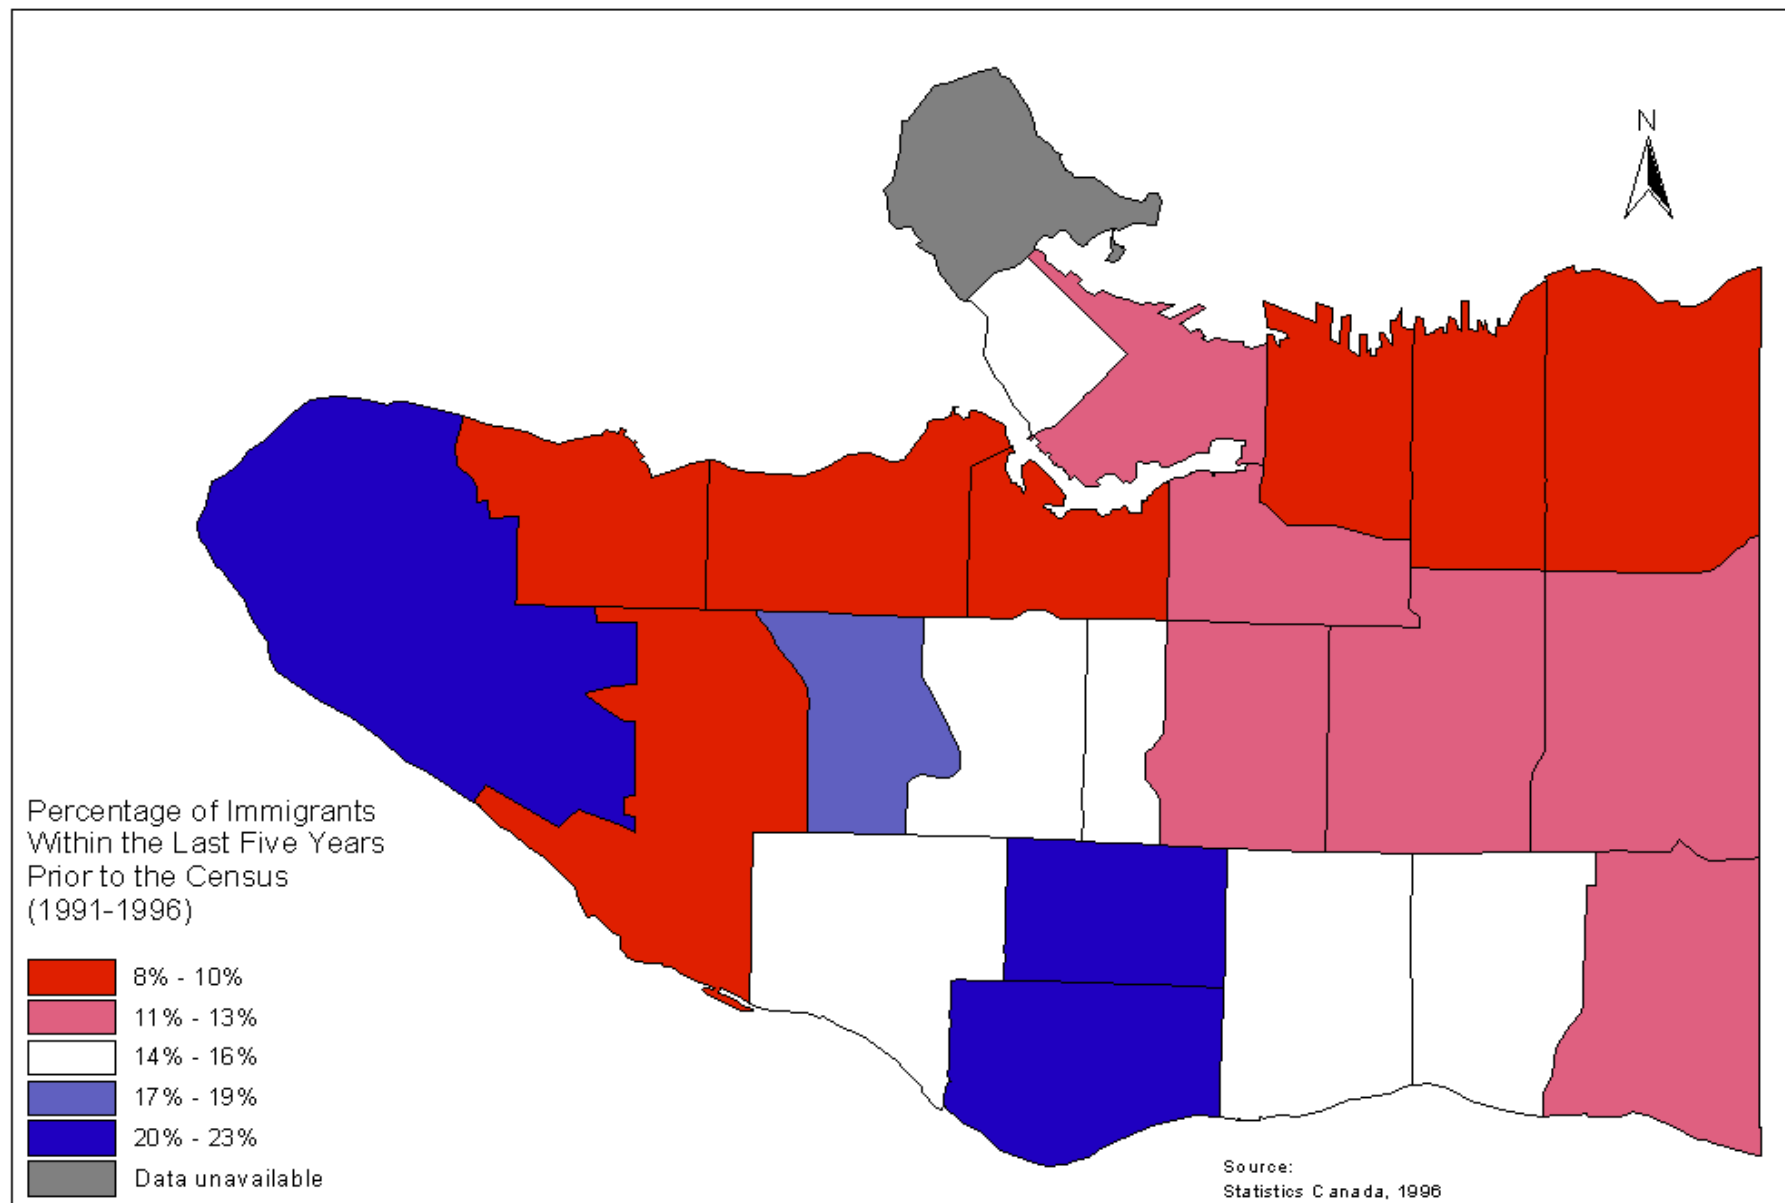 N
Percentage of Immigrants
Within the Last Five Years
Prior to the Census
(1991-1996)
8% - 10%
11% - 13%
14% - 16%
17% - 19%
20% - 23%
Data unavailable
Source:
Statistics Canada, 1996